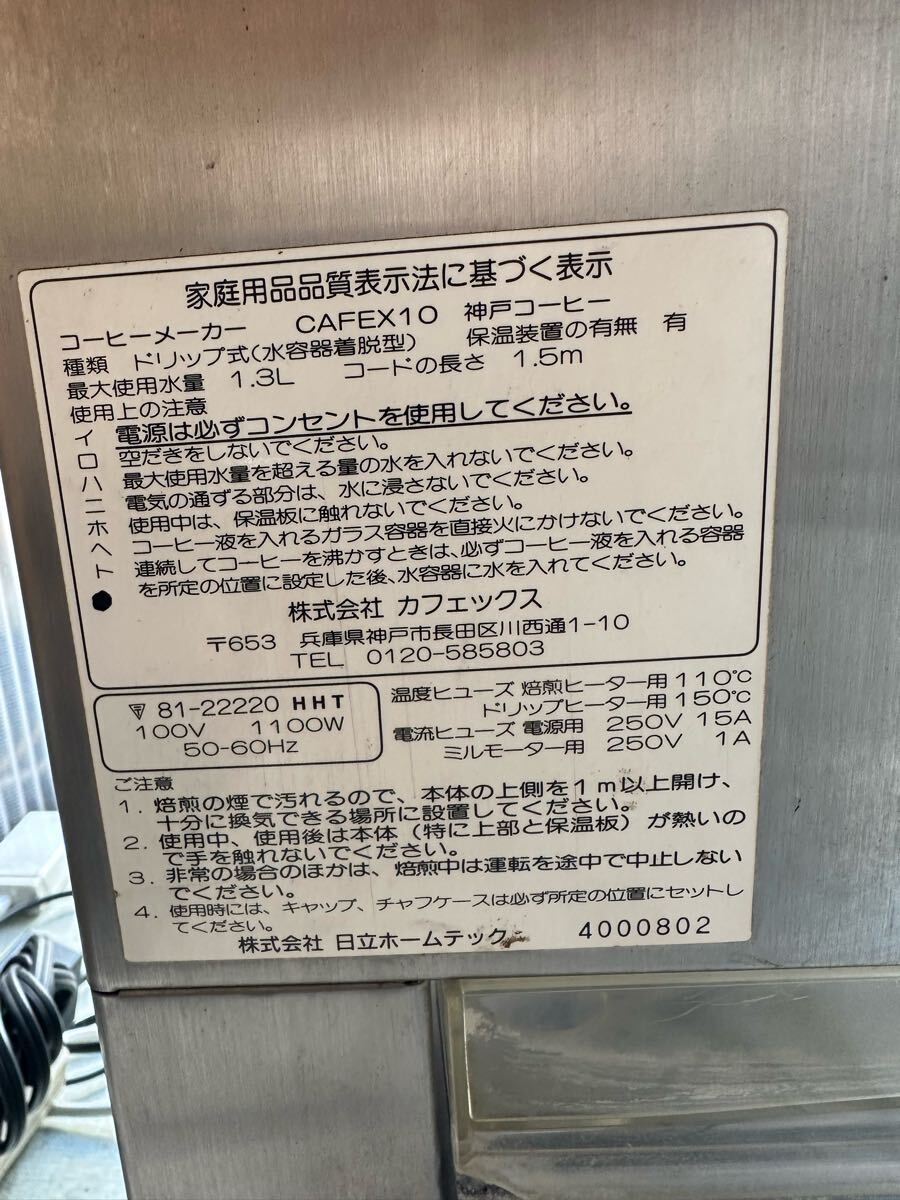 家庭用品品質表示法に基づく表示
コーヒーメーカー CAFEX10 神戸コーヒー
種類 ドリップ式(水容器着脱型) 保温装置の有無 有
最大使用水量 1.3L コードの長さ 1.5m
使用上の注意
イ 電源は必ずコンセントを使用してください。
ロ 空だきをしないでください。
ハ 最大使用水量を超える量の水を入れないでください。
ニ 電気の通ずる部分は、水に浸さないでください。
ホ 使用中は、保温板に触れないでください。
ヘ コーヒー液を入れるガラス容器を直接火にかけないでください。
ト 連続してコーヒーを沸かすときは、必ずコーヒー液を入れる容器
を所定の位置に設定した後、水容器に水を入れてください。
株式会社 カフェックス
〒653 兵庫県神戸市長田区川西通1-10
TEL 0120-585803
81-22220 HHT
100V 1100W
50-60Hz
温度ヒューズ 焙煎ヒーター用 110℃
ドリップヒーター用 150℃
電流ヒューズ 電源用 250V 15A
ミルモーター用 250V 1A
ご注意
1. 焙煎の煙で汚れるので、本体の上側を1m以上開け、
十分に換気できる場所に設置してください。
2. 使用中、使用後は本体(特に上部と保温板)が熱いの
で手を触れないでください。
3. 非常の場合のほかは、焙煎中は運転を途中で中止しない
でください。
4. 使用時には、キャップ、チャフケースは必ず所定の位置にセットし
てください。
株式会社 日立ホームテック 4000802